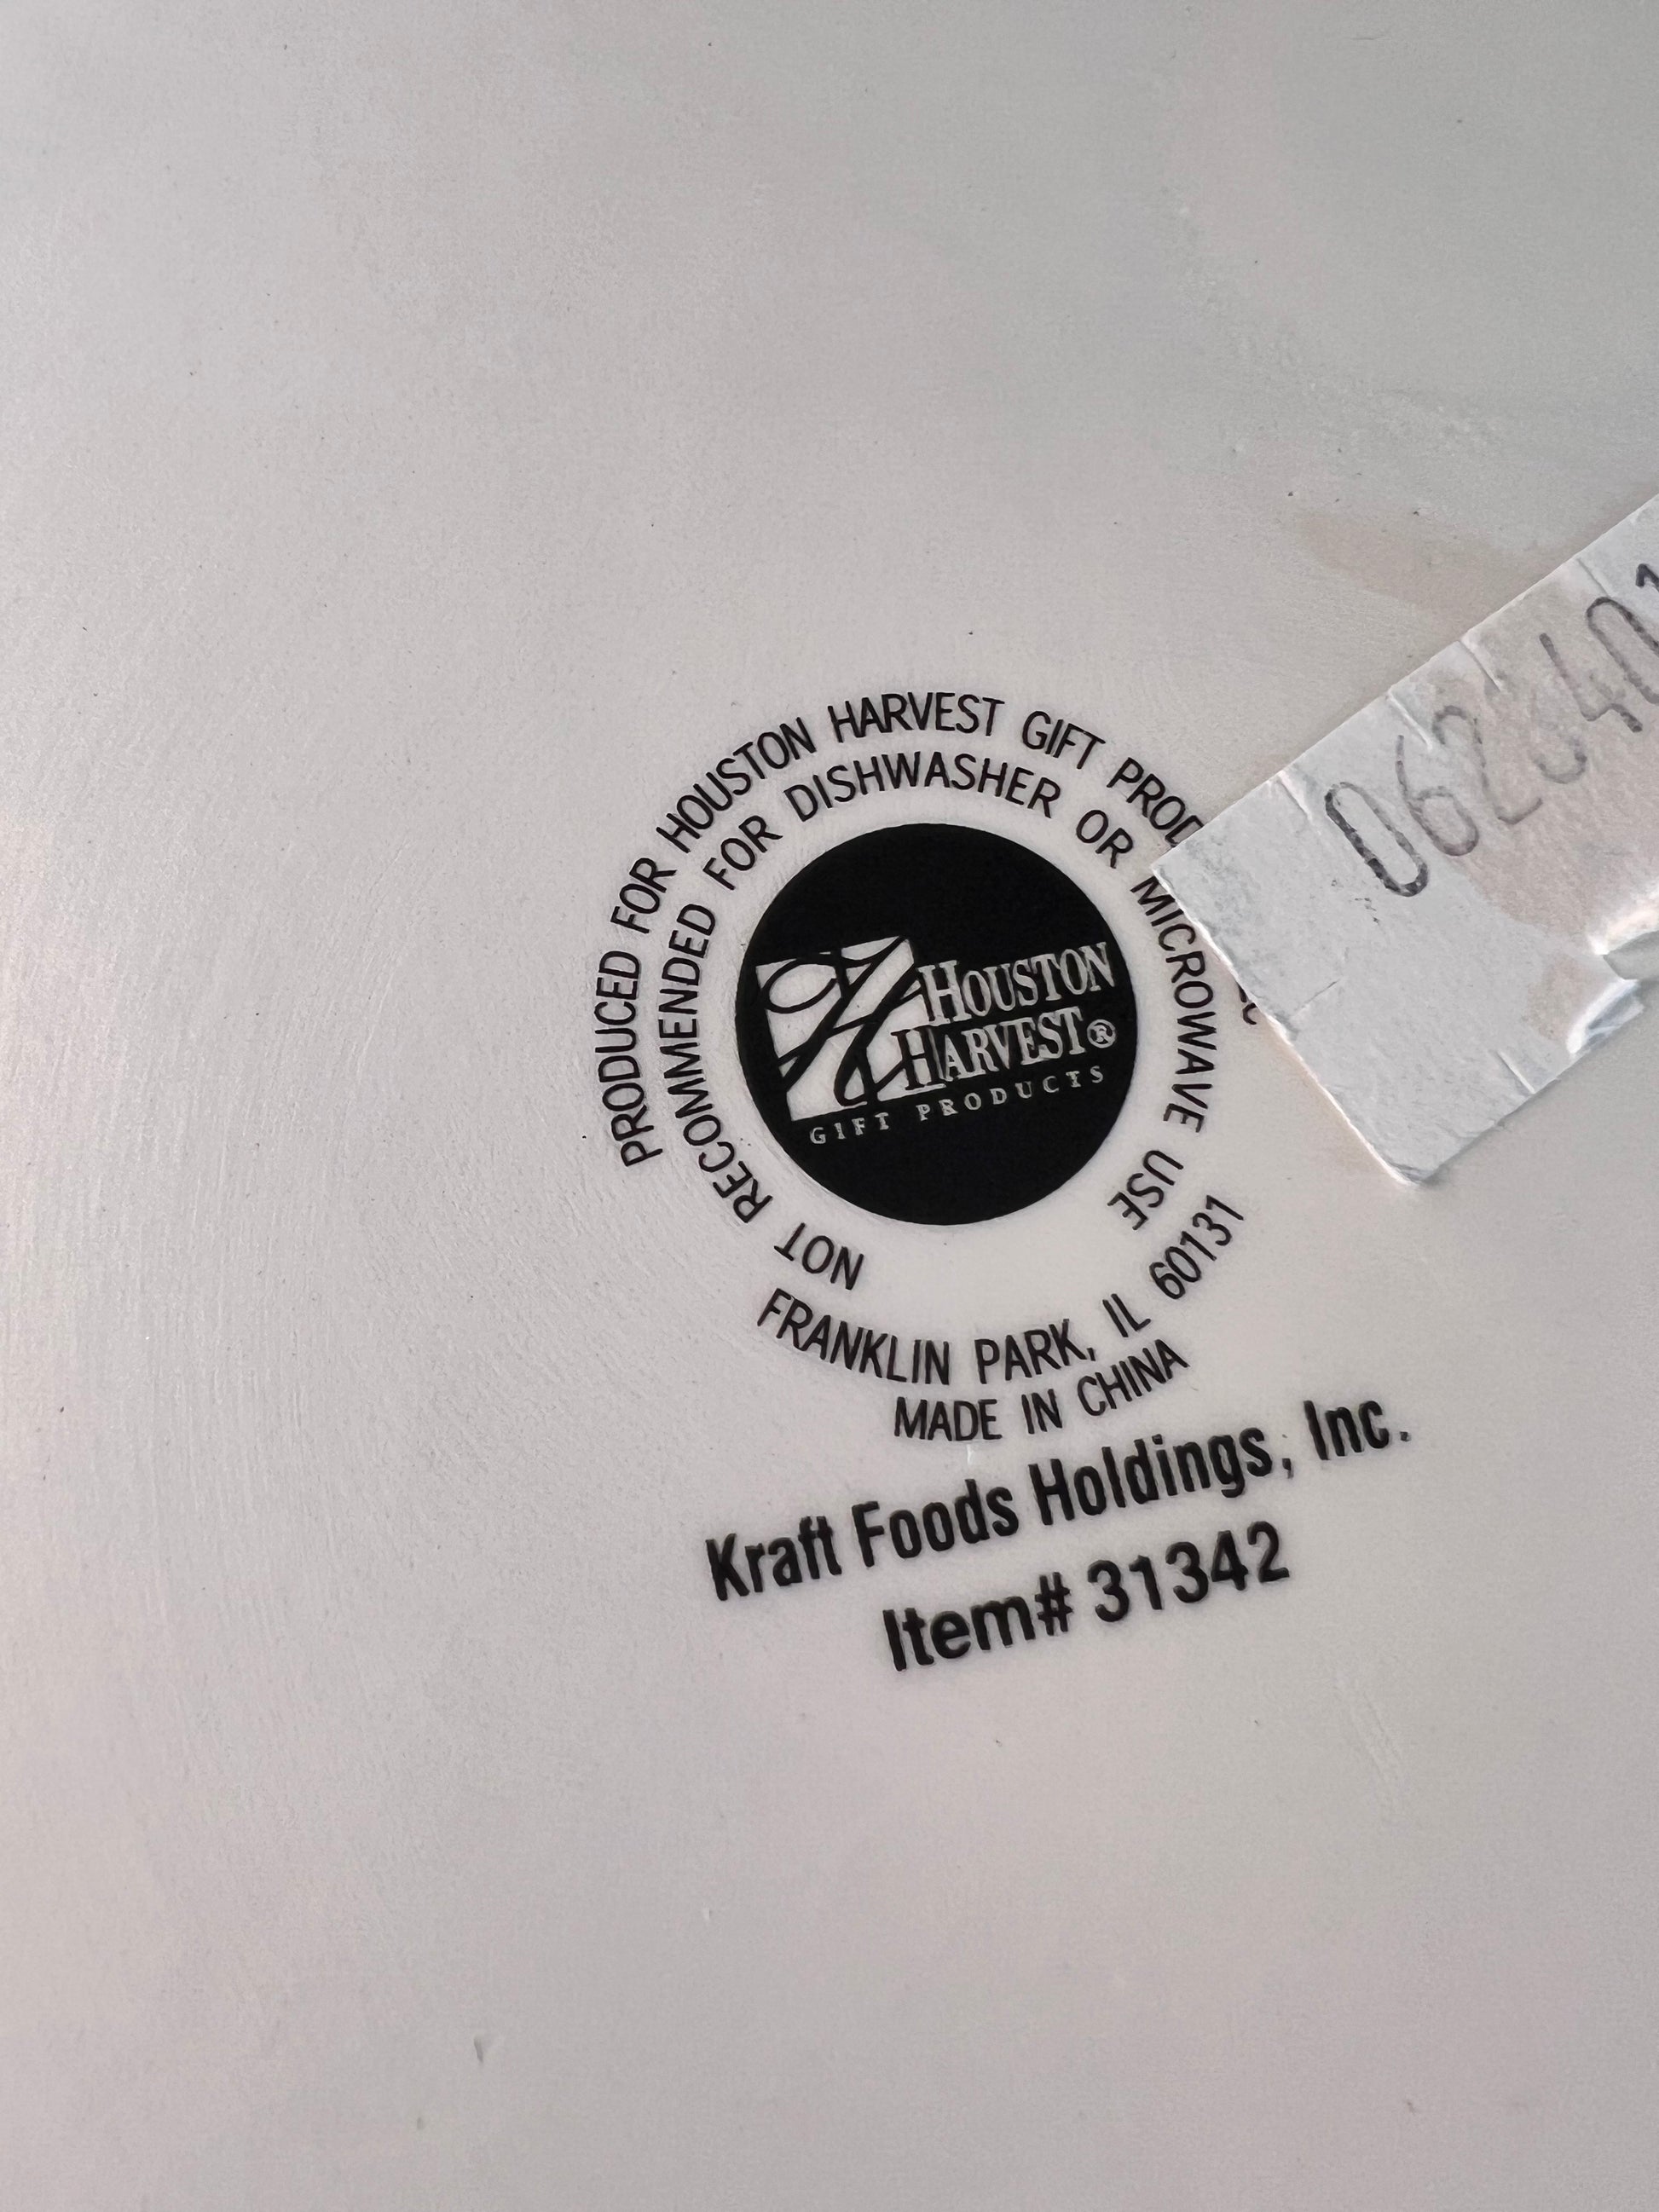 PRODUCED FOR HOUSTON HARVEST GIFT
NOT RECOMMENDED FOR DISHWASHER OR MICROWAVE USE
HOUSTON
HARVEST®
GIFT PRODUCTS
FRANKLIN PARK, IL 60131
MADE IN CHINA
Kraft Foods Holdings, Inc.
Item# 31342